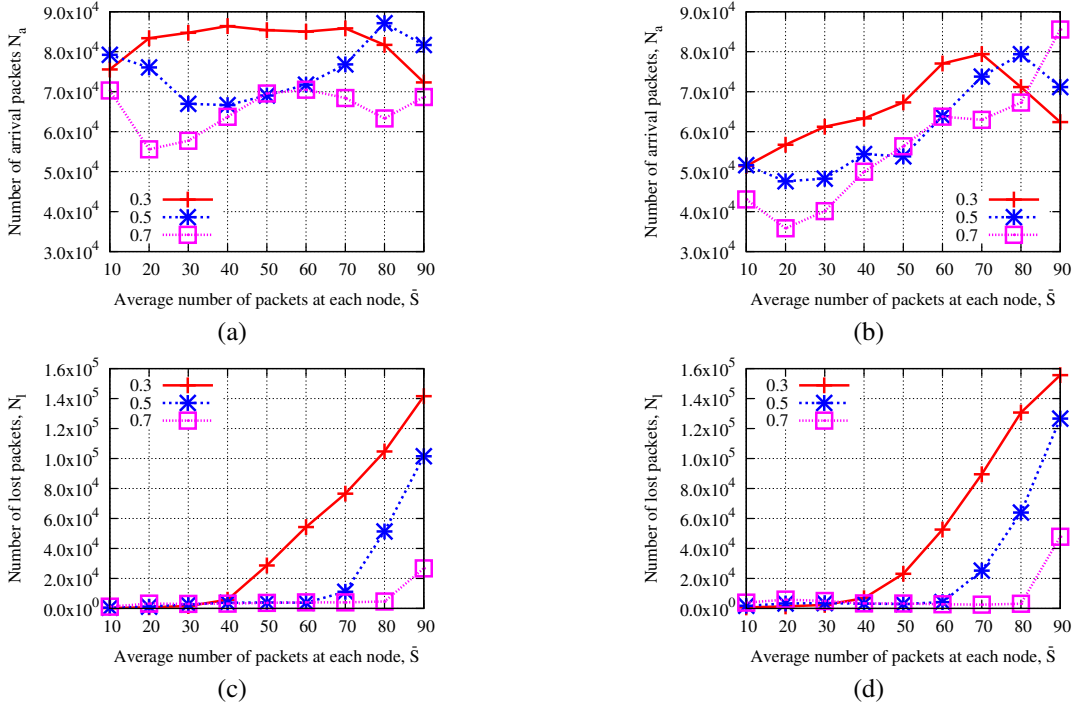 Number of arrival packets N_a
9.0x10^4
8.0x10^4
7.0x10^4
6.0x10^4
5.0x10^4
4.0x10^4
3.0x10^4
0.3
0.5
0.7
10 20 30 40 50 60 70 80 90
Average number of packets at each node, S̄
(a)
Number of arrival packets, N_a
9.0x10^4
8.0x10^4
7.0x10^4
6.0x10^4
5.0x10^4
4.0x10^4
3.0x10^4
0.3
0.5
0.7
10 20 30 40 50 60 70 80 90
Average number of packets at each node, S̄
(b)
Number of lost packets, N_l
1.6x10^5
1.4x10^5
1.2x10^5
1.0x10^5
8.0x10^4
6.0x10^4
4.0x10^4
2.0x10^4
0.0x10^0
0.3
0.5
0.7
10 20 30 40 50 60 70 80 90
Average number of packets at each node, S̄
(c)
Number of lost packets, N_l
1.6x10^5
1.4x10^5
1.2x10^5
1.0x10^5
8.0x10^4
6.0x10^4
4.0x10^4
2.0x10^4
0.0x10^0
0.3
0.5
0.7
10 20 30 40 50 60 70 80 90
Average number of packets at each node, S̄
(d)